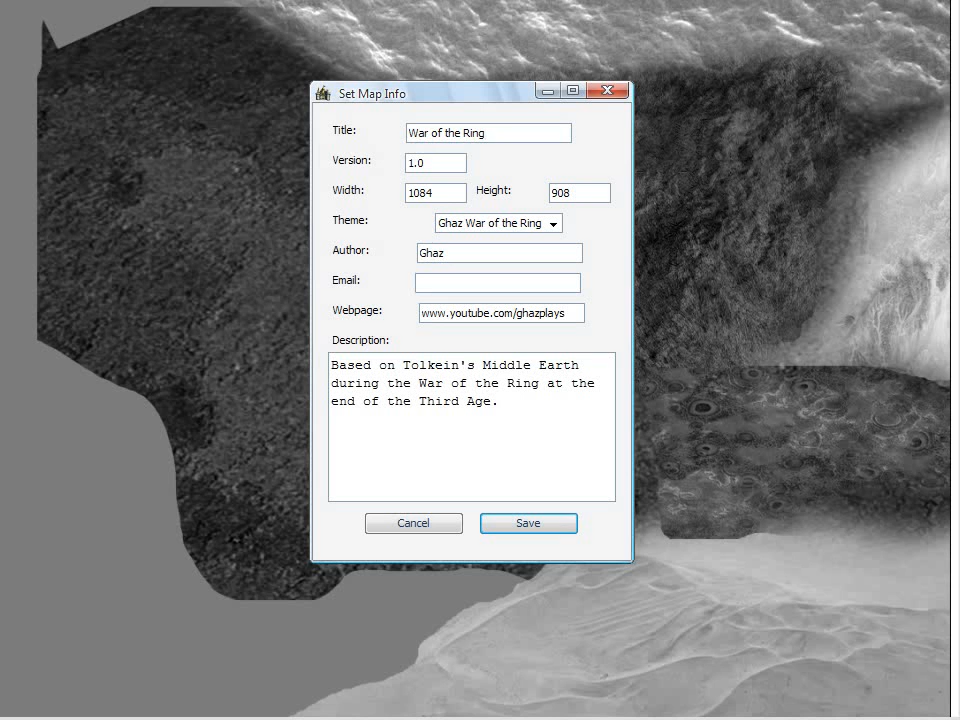 Set Map Info
Title: War of the Ring
Version: 1.0
Width: 1084 Height: 908
Theme: Ghaz War of the Ring
Author: Ghaz
Email:
Webpage: www.youtube.com/ghazplays
Description:
Based on Tolkein's Middle Earth
during the War of the Ring at the
end of the Third Age.
Cancel Save